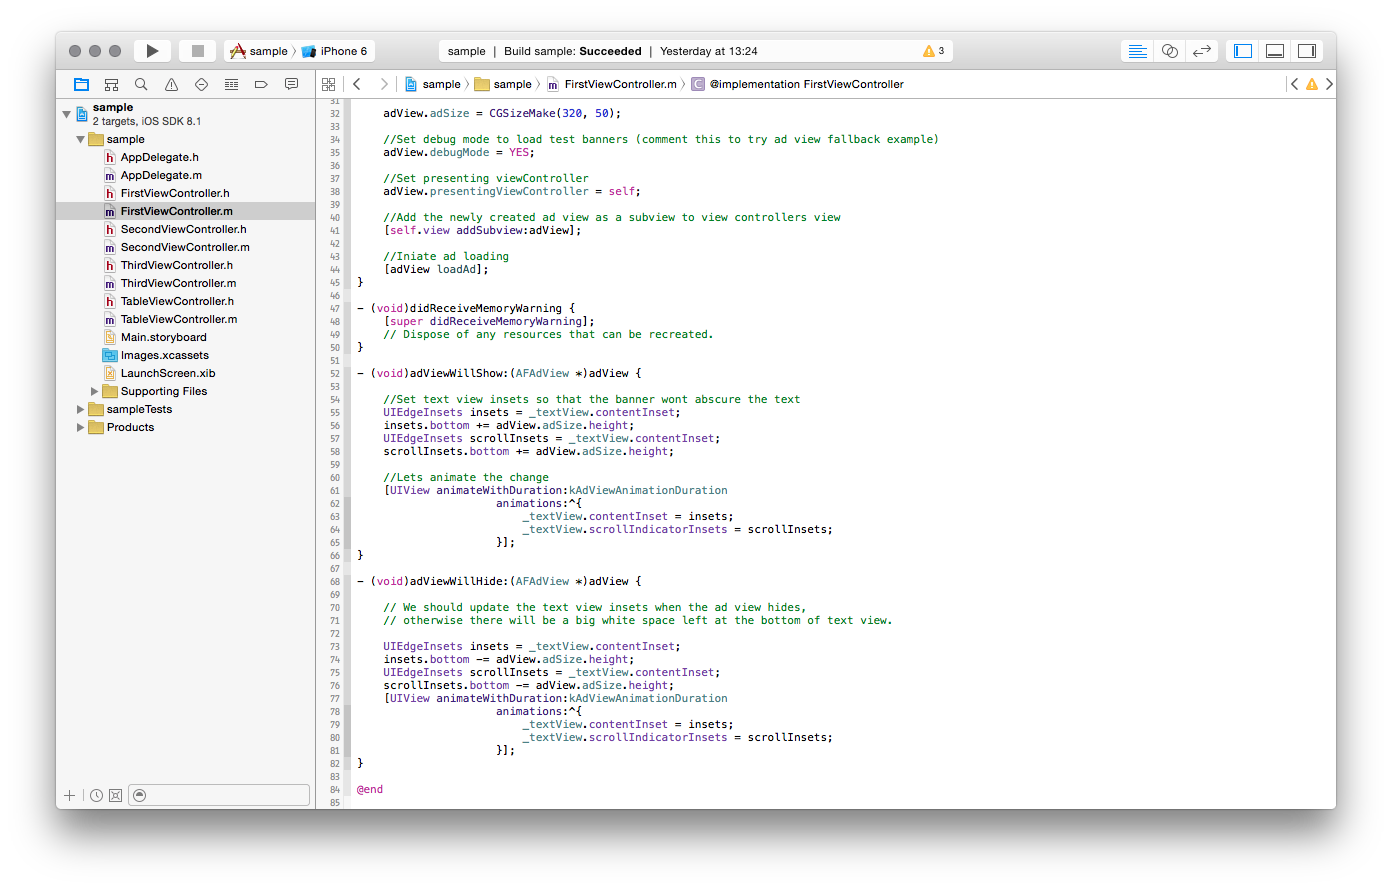 sample iPhone 6
sample | Build sample: Succeeded | Yesterday at 13:24
3
sample sample FirstViewController.m C @implementation FirstViewController
sample
2 targets, iOS SDK 8.1
sample
h AppDelegate.h
m AppDelegate.m
h FirstViewController.h
m FirstViewController.m
h SecondViewController.h
m SecondViewController.m
h ThirdViewController.h
m ThirdViewController.m
h TableViewController.h
m TableViewController.m
Main.storyboard
Images.xcassets
LaunchScreen.xib
Supporting Files
sampleTests
Products
31
32 adView.adSize = CGSizeMake(320, 50);
33
34 //Set debug mode to load test banners (comment this to try ad view fallback example)
35 adView.debugMode = YES;
36
37 //Set presenting viewController
38 adView.presentingViewController = self;
39
40 //Add the newly created ad view as a subview to view controllers view
41 [self.view addSubview:adView];
42
43 //Iniate ad loading
44 [adView loadAd];
45 }
46
47 - (void)didReceiveMemoryWarning {
48 [super didReceiveMemoryWarning];
49 // Dispose of any resources that can be recreated.
50 }
51
52 - (void)adViewWillShow:(AFAdView *)adView {
53
54 //Set text view insets so that the banner wont abscure the text
55 UIEdgeInsets insets = _textView.contentInset;
56 insets.bottom += adView.adSize.height;
57 UIEdgeInsets scrollInsets = _textView.contentInset;
58 scrollInsets.bottom += adView.adSize.height;
59
60 //Lets animate the change
61 [UIView animateWithDuration:kAdViewAnimationDuration
62 animations:^{
63 _textView.contentInset = insets;
64 _textView.scrollIndicatorInsets = scrollInsets;
65 }];
66 }
67
68 - (void)adViewWillHide:(AFAdView *)adView {
69
70 // We should update the text view insets when the ad view hides,
71 // otherwise there will be a big white space left at the bottom of text view.
72
73 UIEdgeInsets insets = _textView.contentInset;
74 insets.bottom -= adView.adSize.height;
75 UIEdgeInsets scrollInsets = _textView.contentInset;
76 scrollInsets.bottom -= adView.adSize.height;
77 [UIView animateWithDuration:kAdViewAnimationDuration
78 animations:^{
79 _textView.contentInset = insets;
80 _textView.scrollIndicatorInsets = scrollInsets;
81 }];
82 }
83
84 @end
85